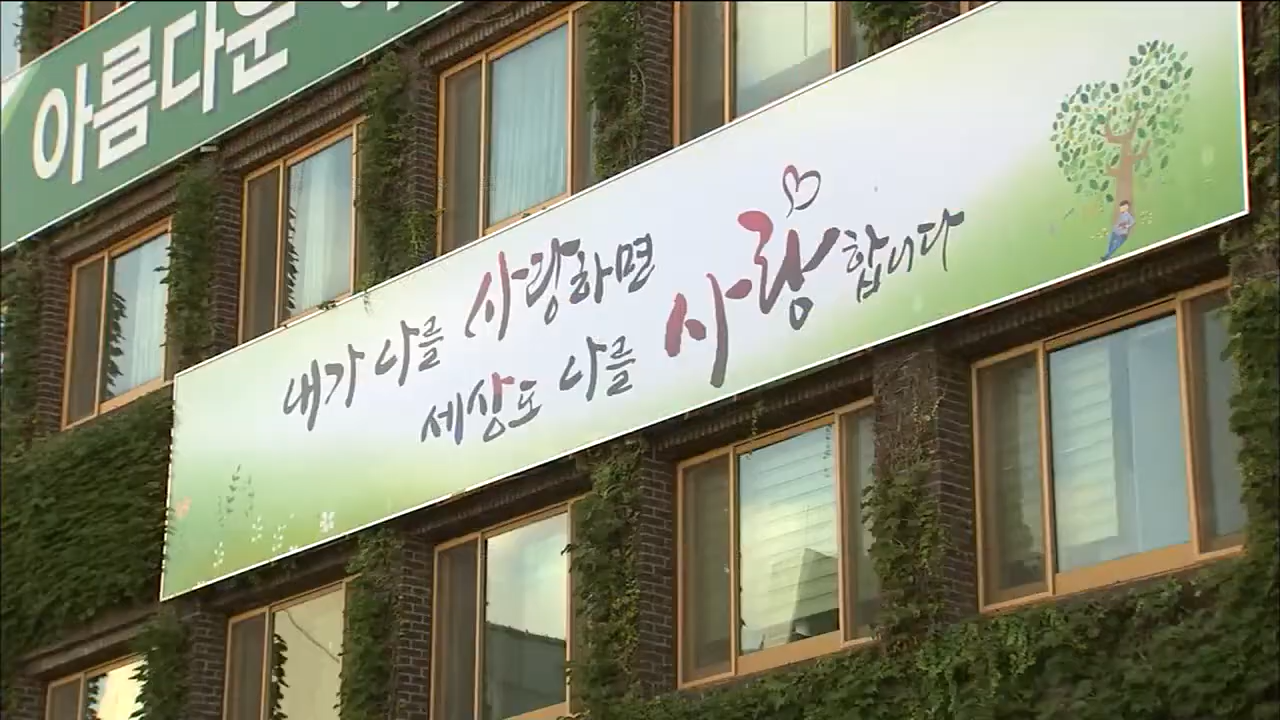 아름다운
내가 나를 사랑하면
세상도 나를 사랑합니다